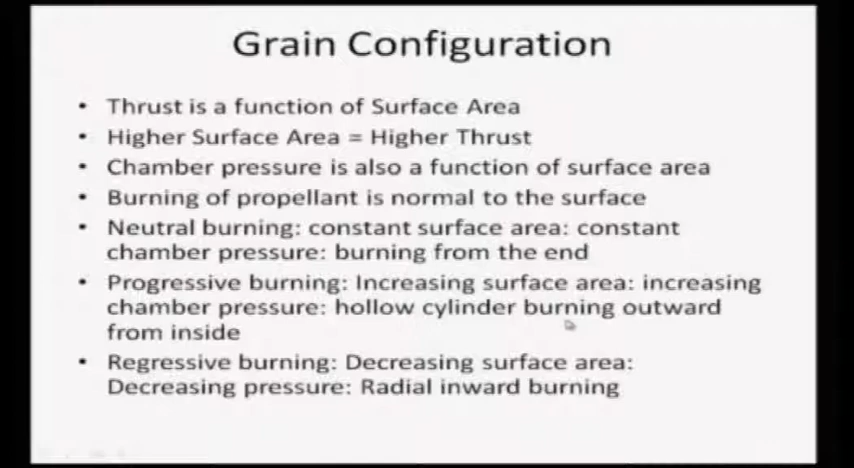 Grain Configuration
• Thrust is a function of Surface Area
• Higher Surface Area = Higher Thrust
• Chamber pressure is also a function of surface area
• Burning of propellant is normal to the surface
• Neutral burning: constant surface area: constant
chamber pressure: burning from the end
• Progressive burning: Increasing surface area: increasing
chamber pressure: hollow cylinder burning outward
from inside
• Regressive burning: Decreasing surface area:
Decreasing pressure: Radial inward burning